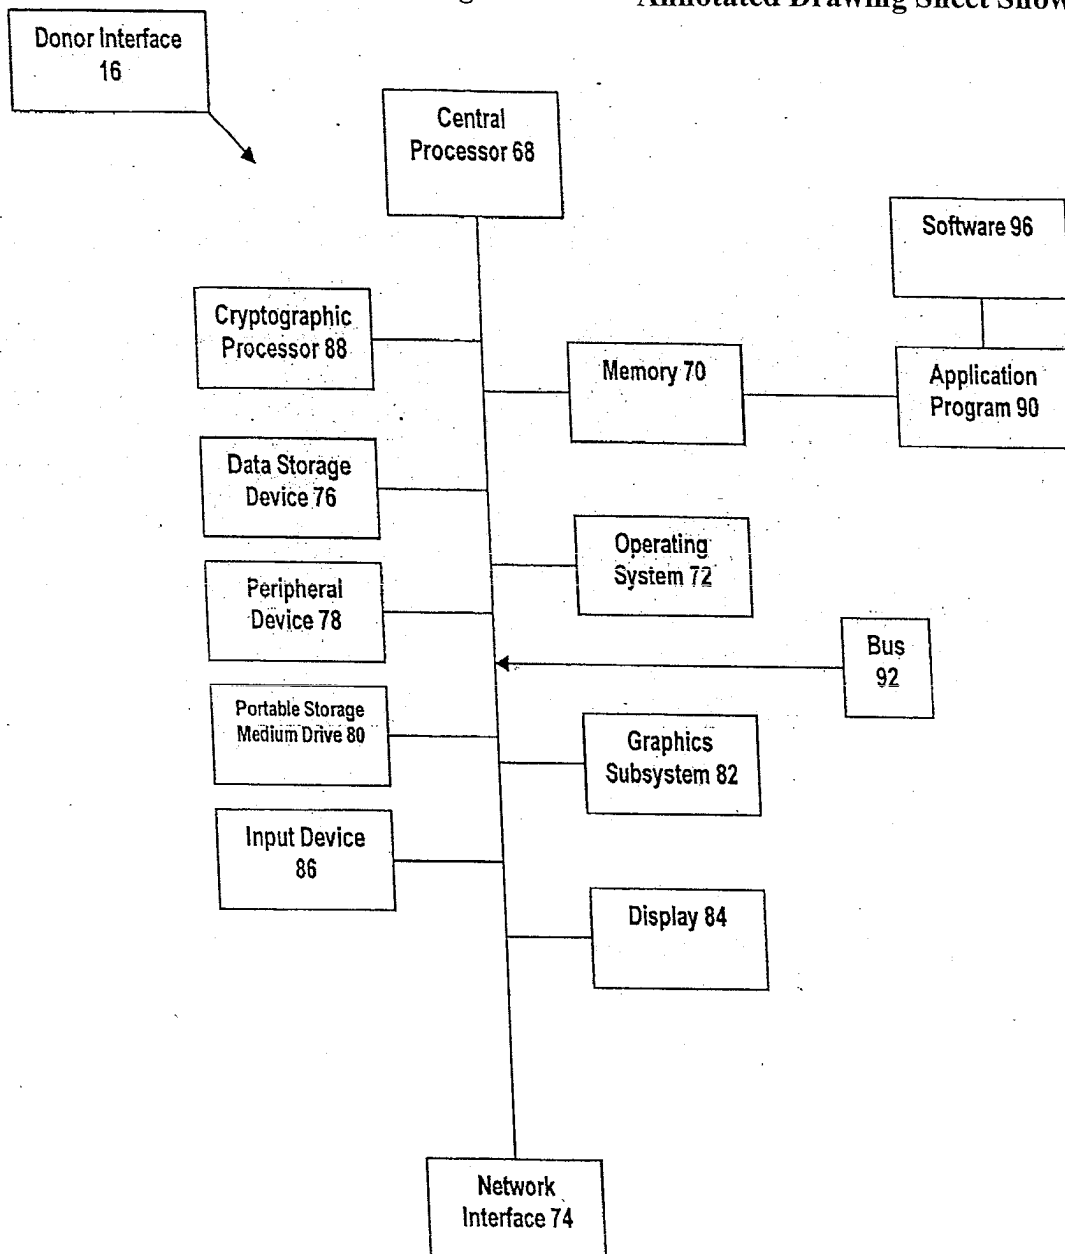 Annotated Drawing Sheet Show
Donor Interface
16
Central
Processor 68
Software 96
Cryptographic
Processor 88
Memory 70
Application
Program 90
Data Storage
Device 76
Operating
System 72
Peripheral
Device 78
Bus
92
Portable Storage
Medium Drive 80
Graphics
Subsystem 82
Input Device
86
Display 84
Network
Interface 74